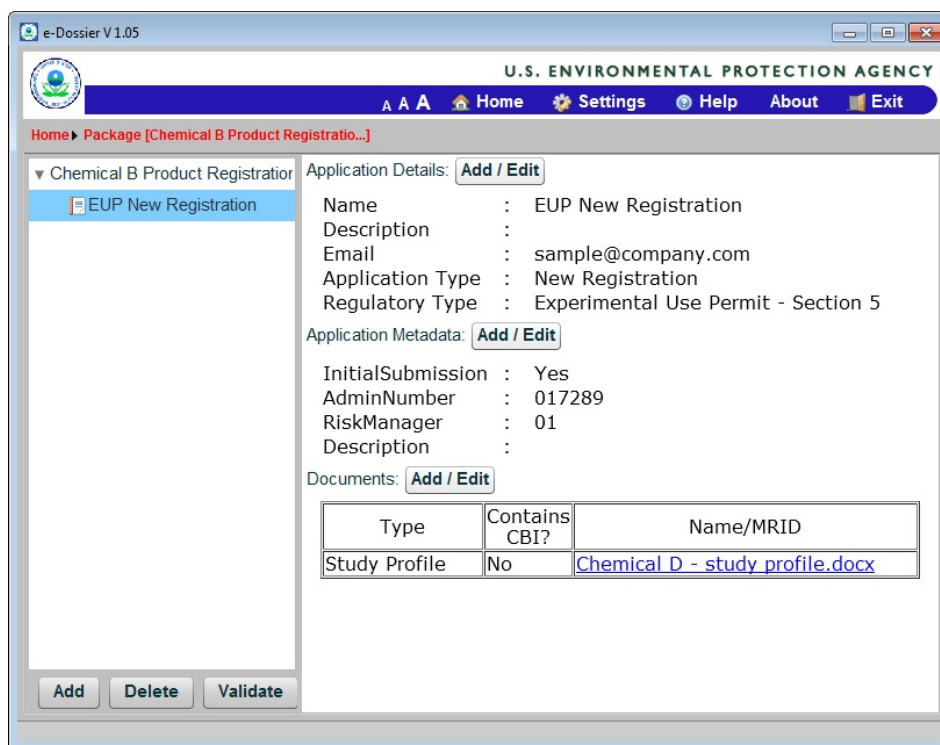 e-Dossier V 1.05
U.S. ENVIRONMENTAL PROTECTION AGENCY
A A A Home Settings Help About Exit
Home Package [Chemical B Product Registratio...]
Chemical B Product Registration
EUP New Registration
Application Details: Add / Edit
Name : EUP New Registration
Description :
Email : sample@company.com
Application Type : New Registration
Regulatory Type : Experimental Use Permit - Section 5
Application Metadata: Add / Edit
InitialSubmission : Yes
AdminNumber : 017289
RiskManager : 01
Description :
Documents: Add / Edit
Type Contains CBI? Name/MRID
Study Profile No Chemical D - study profile.docx
Add Delete Validate